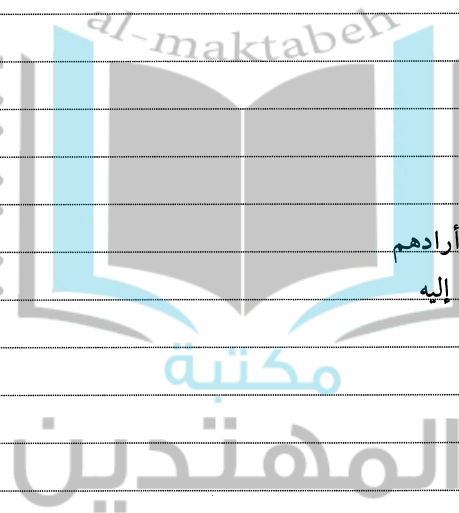 al-maktabeh
أرادهم
إليه
مكتبة
المهتدين